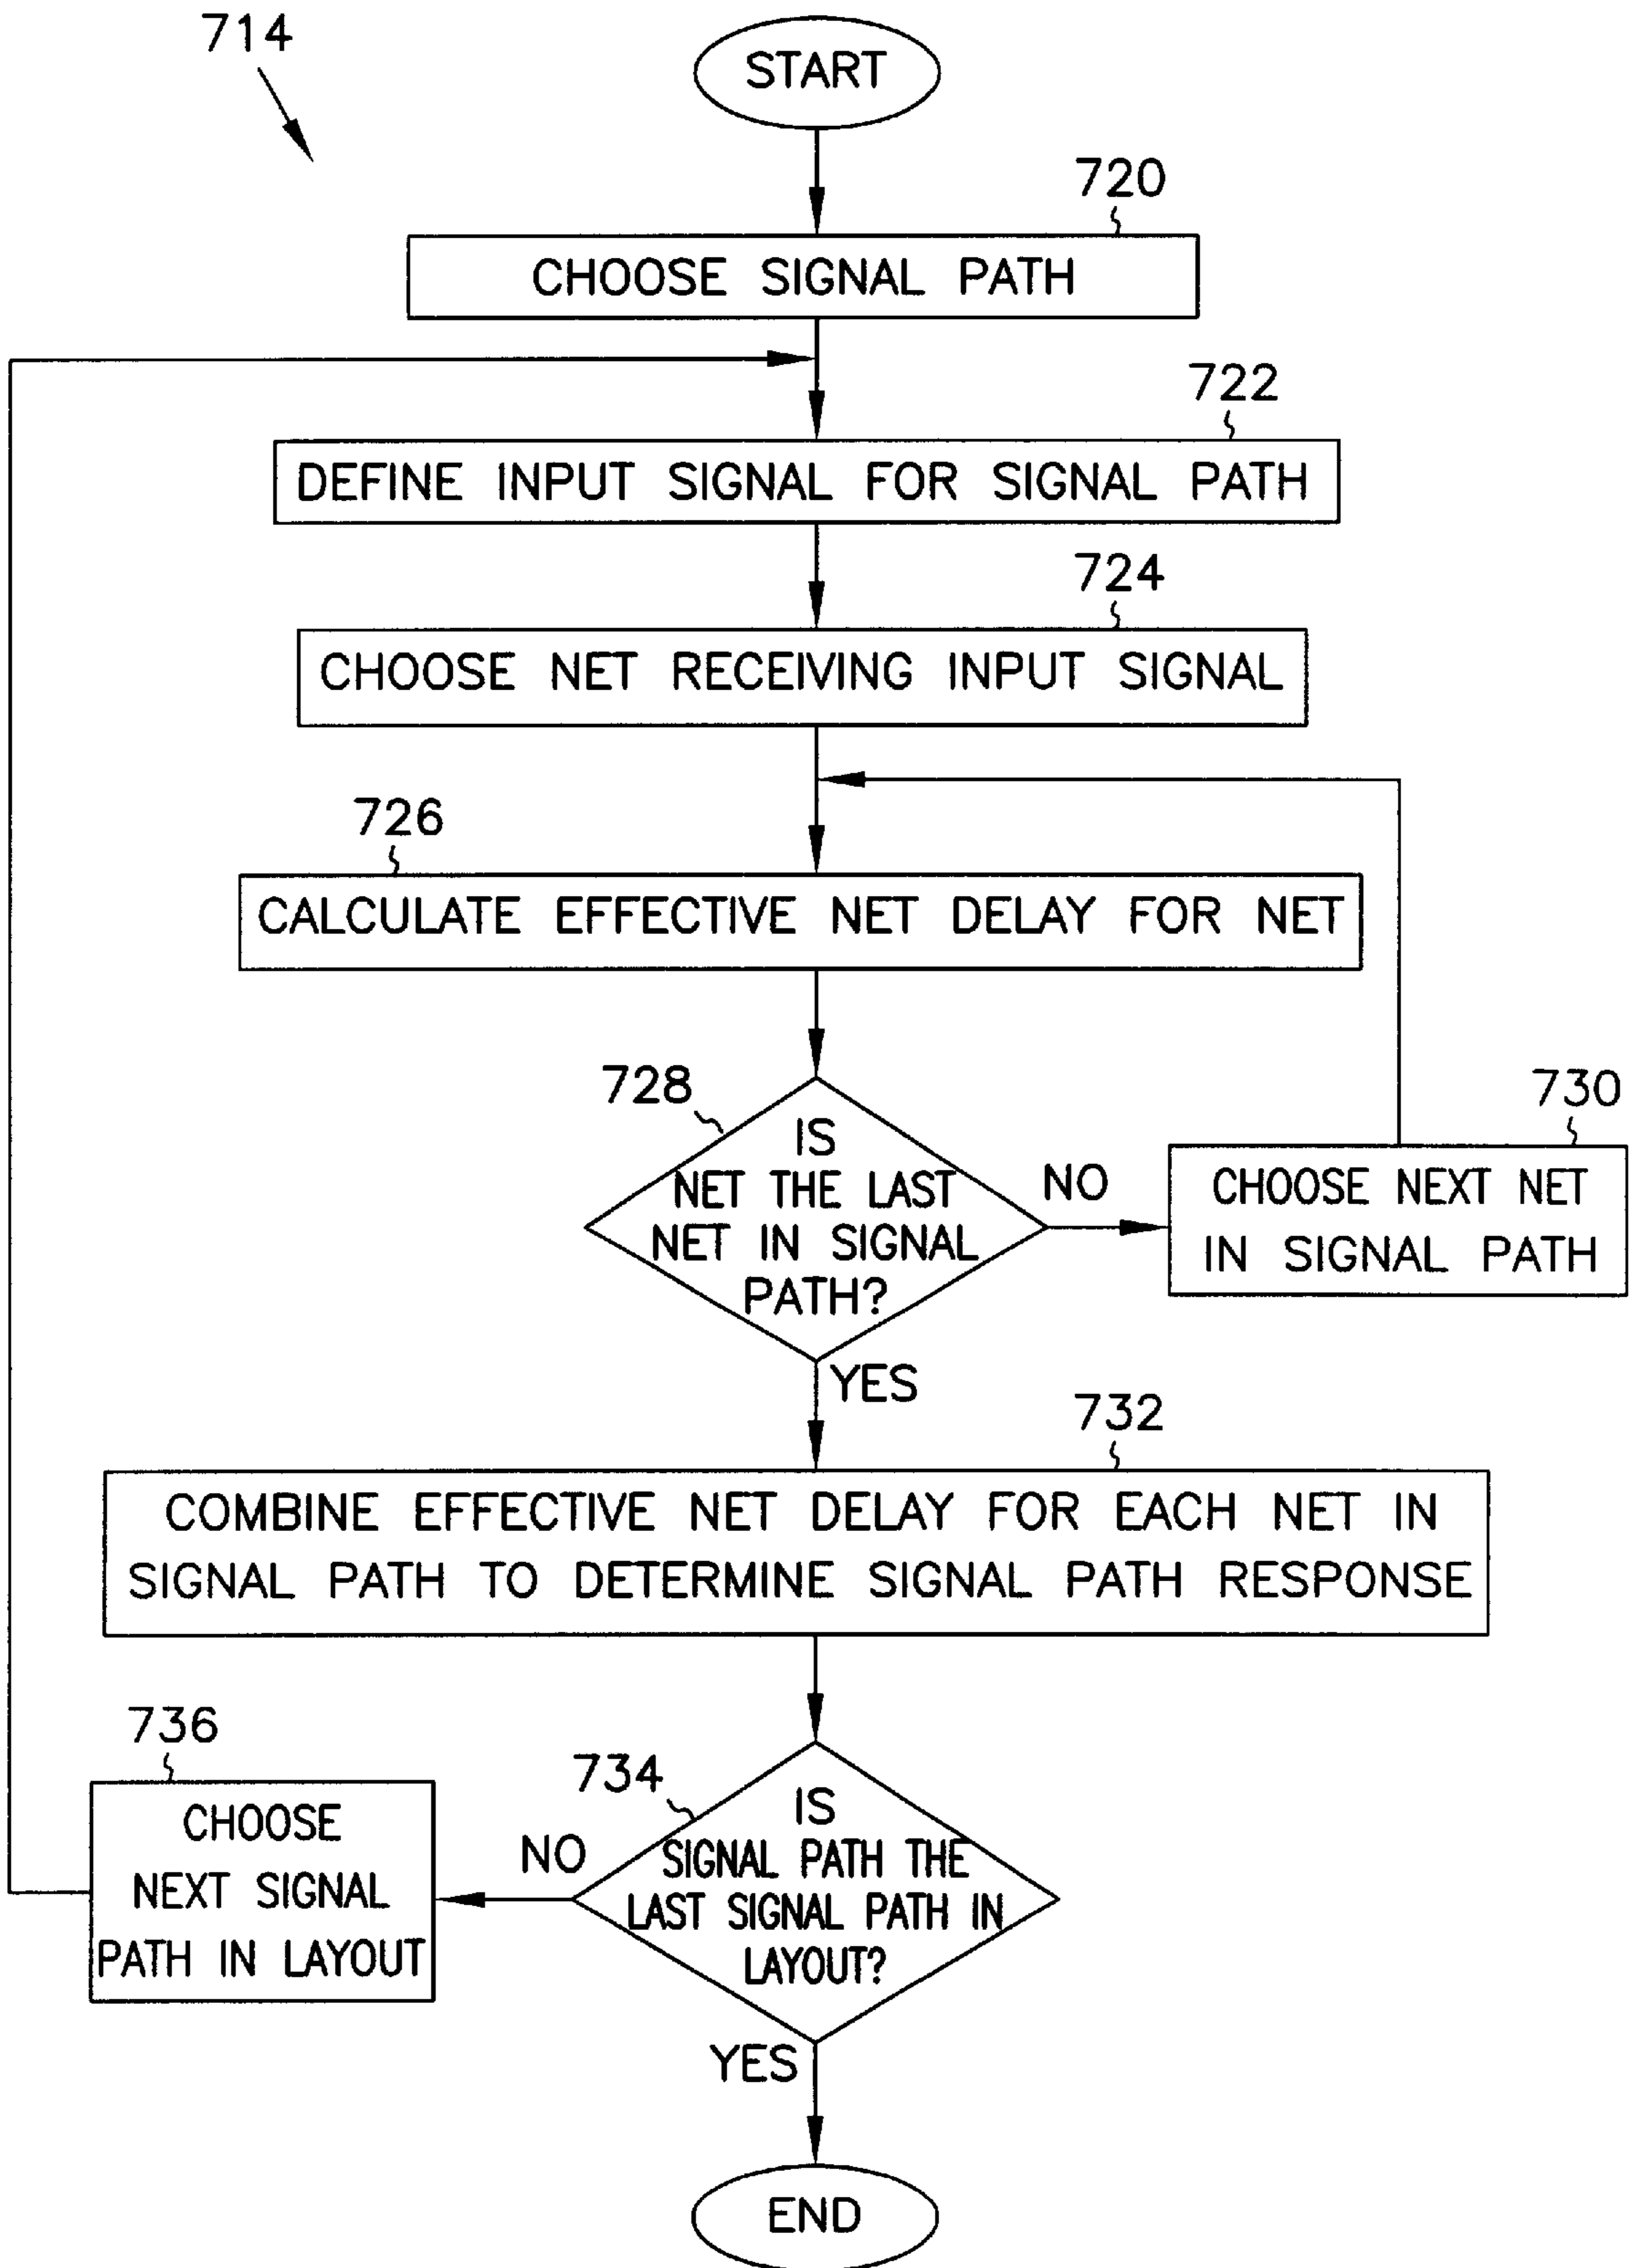 714
START
720
CHOOSE SIGNAL PATH
722
DEFINE INPUT SIGNAL FOR SIGNAL PATH
724
CHOOSE NET RECEIVING INPUT SIGNAL
726
CALCULATE EFFECTIVE NET DELAY FOR NET
728
IS
NET THE LAST
NET IN SIGNAL
PATH?
NO
730
CHOOSE NEXT NET
IN SIGNAL PATH
YES
732
COMBINE EFFECTIVE NET DELAY FOR EACH NET IN
SIGNAL PATH TO DETERMINE SIGNAL PATH RESPONSE
734
IS
SIGNAL PATH THE
LAST SIGNAL PATH IN
LAYOUT?
NO
736
CHOOSE
NEXT SIGNAL
PATH IN LAYOUT
YES
END